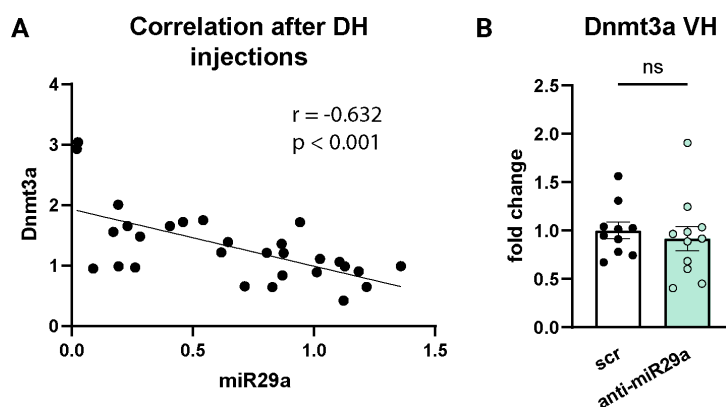 A
Correlation after DH
injections
r = -0.632
p < 0.001
Dnmt3a
4
3
2
1
0
0.0
0.5
1.0
1.5
miR29a
B
Dnmt3a VH
ns
fold change
2.5
2.0
1.5
1.0
0.5
0.0
scr
anti-miR29a